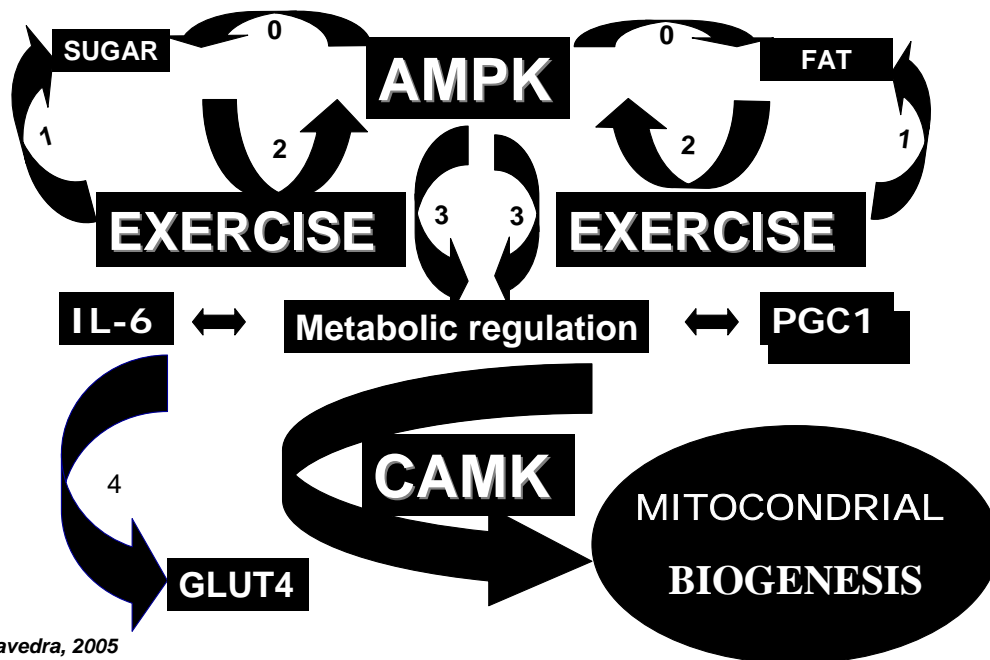 0
0
SUGAR
AMPK
FAT
1
2
2
1
EXERCISE
3
3
EXERCISE
IL-6
Metabolic regulation
PGC1
4
CAMK
MITOCONDRIAL
BIOGENESIS
GLUT4
avedra, 2005